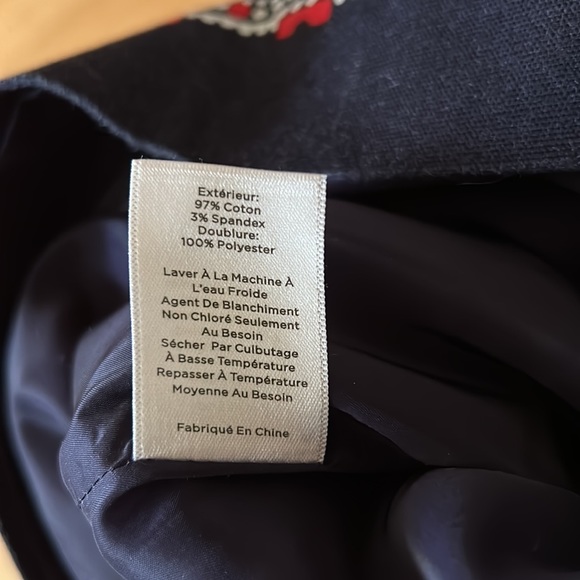 Extérieur:
97% Coton
3% Spandex
Doublure:
100% Polyester
Laver À La Machine À
L'eau Froide
Agent De Blanchiment
Non Chloré Seulement
Au Besoin
Sécher Par Culbutage
À Basse Température
Repasser À Température
Moyenne Au Besoin
Fabriqué En Chine